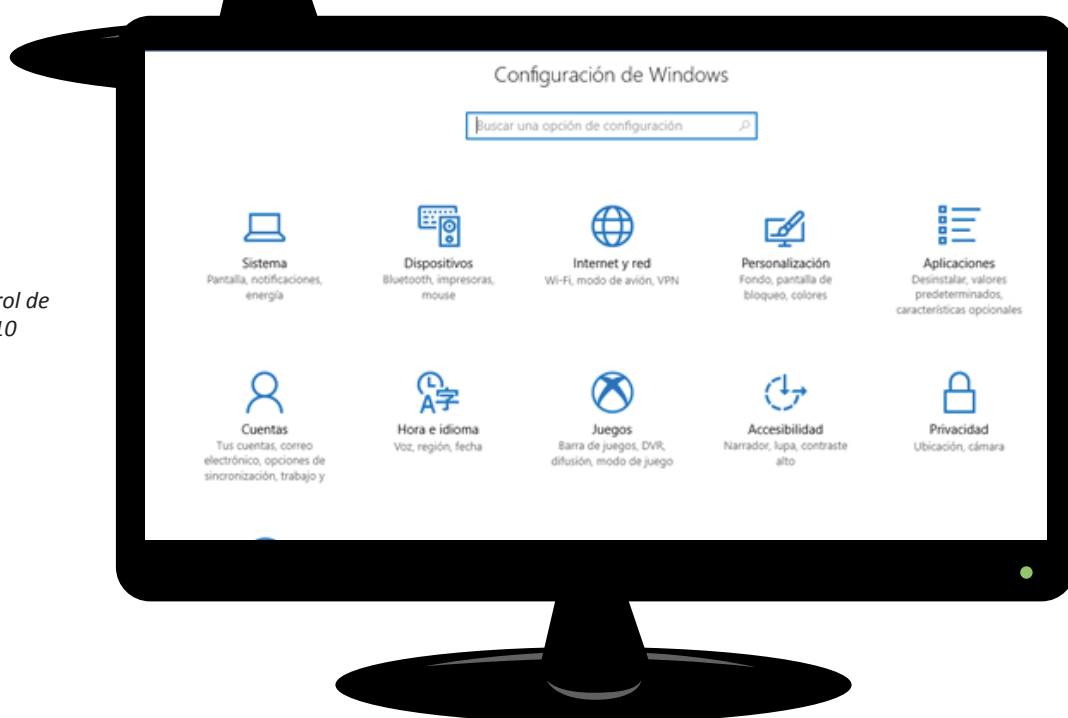 Configuración de Windows
Buscar una opción de configuración
Sistema
Pantalla, notificaciones,
energía
Dispositivos
Bluetooth, impresoras,
mouse
Internet y red
Wi-Fi, modo de avión, VPN
Personalización
Fondo, pantalla de
bloqueo, colores
Aplicaciones
Desinstalar, valores
predeterminados,
características opcionales
rol de
10
Cuentas
Tus cuentas, correo
electrónico, opciones de
sincronización, trabajo y
Hora e idioma
Voz, región, fecha
Juegos
Barra de juegos, DVR,
difusión, modo de juego
Accesibilidad
Narrador, lupa, contraste
alto
Privacidad
Ubicación, cámara